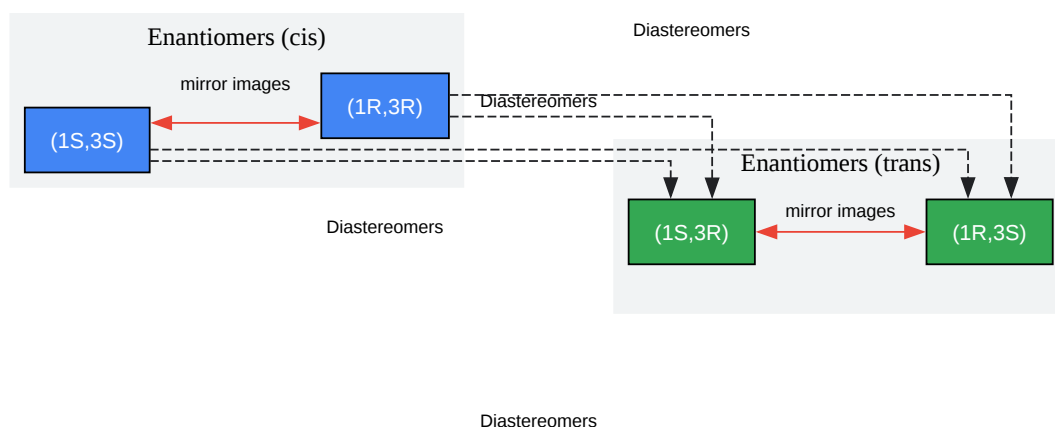 Diastereomers
Enantiomers (cis)
mirror images
(1R,3R)
Diastereomers
(1S,3S)
Enantiomers (trans)
Diastereomers
mirror images
(1S,3R)
(1R,3S)
Diastereomers